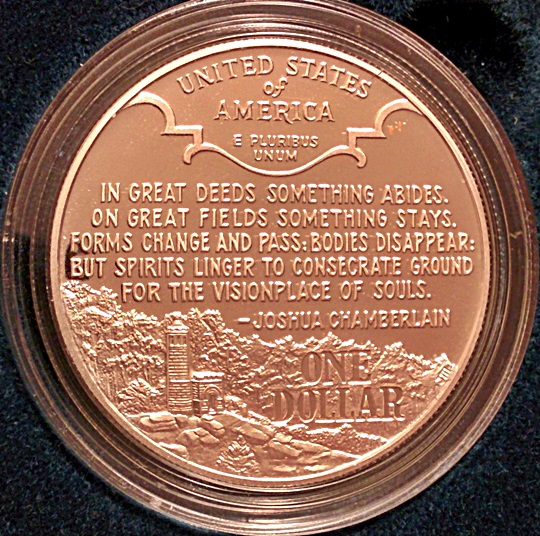 UNITED STATES
of
AMERICA
E PLURIBUS
UNUM
IN GREAT DEEDS SOMETHING ABIDES.
ON GREAT FIELDS SOMETHING STAYS.
FORMS CHANGE AND PASS; BODIES DISAPPEAR;
BUT SPIRITS LINGER TO CONSECRATE GROUND
FOR THE VISIONPLACE OF SOULS.
-JOSHUA CHAMBERLAIN
ONE
DOLLAR